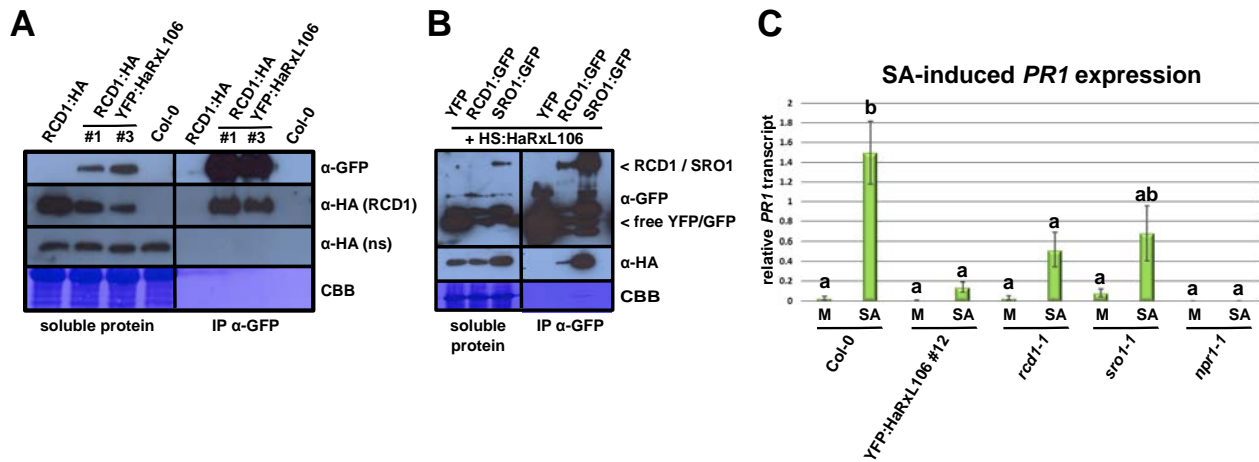 A
RCD1:HA
RCD1:HA
YFP:HaRxL106
#1 #3
Col-0
RCD1:HA
RCD1:HA
YFP:HaRxL106
#1 #3
Col-0
α-GFP
α-HA (RCD1)
α-HA (ns)
CBB
soluble protein
IP α-GFP
B
YFP
RCD1:GFP
SRO1:GFP
YFP
RCD1:GFP
SRO1:GFP
+ HS:HaRxL106
< RCD1 / SRO1
α-GFP
< free YFP/GFP
α-HA
CBB
soluble
protein
IP α-GFP
C
SA-induced PR1 expression
relative PR1 transcript
2
1.8
1.6
1.4
1.2
1
0.8
0.6
0.4
0.2
0
a b a a a a a ab a a
M SA M SA M SA M SA M SA
Col-0
YFP:HaRxL106 #12
rcd1-1
sro1-1
npr1-1